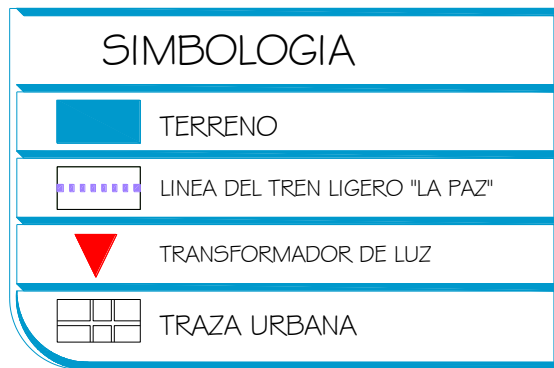 SIMBOLOGIA
TERRENO
LINEA DEL TREN LIGERO "LA PAZ"
TRANSFORMADOR DE LUZ
TRAZA URBANA